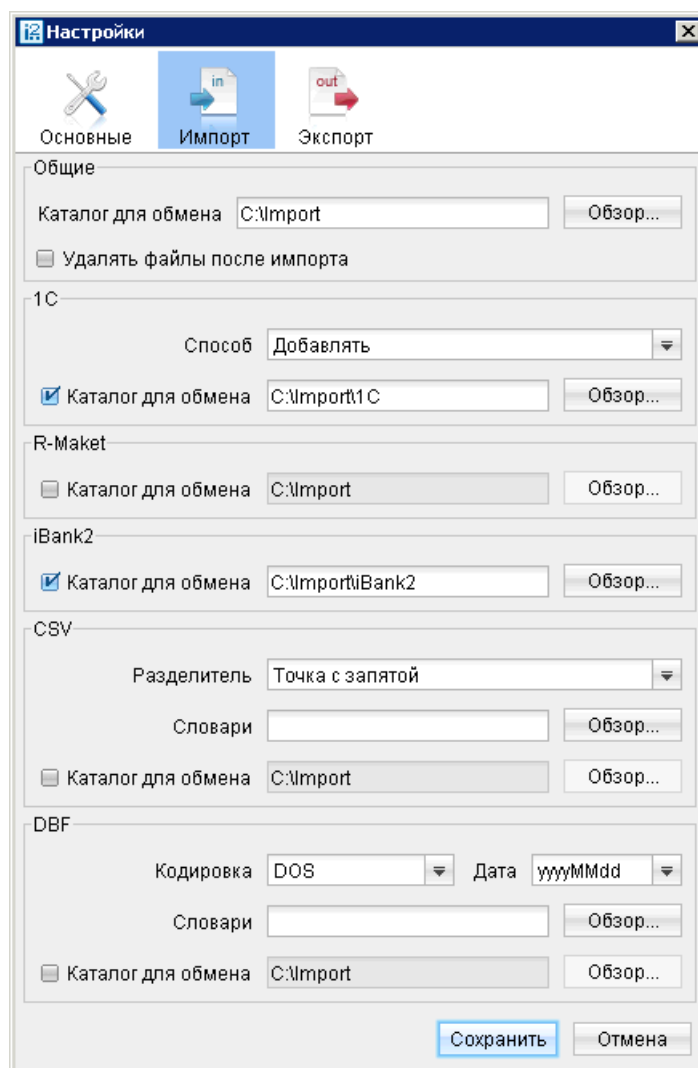 Настройки
in
out
Основные Импорт Экспорт
Общие
Каталог для обмена C:\Import Обзор...
Удалять файлы после импорта
1C
Способ Добавлять
Каталог для обмена C:\Import\1C Обзор...
R-Maket
Каталог для обмена C:\Import Обзор...
iBank2
Каталог для обмена C:\Import\iBank2 Обзор...
CSV
Разделитель Точка с запятой
Словари Обзор...
Каталог для обмена C:\Import Обзор...
DBF
Кодировка DOS Дата yyyyMMdd
Словари Обзор...
Каталог для обмена C:\Import Обзор...
Сохранить Отмена